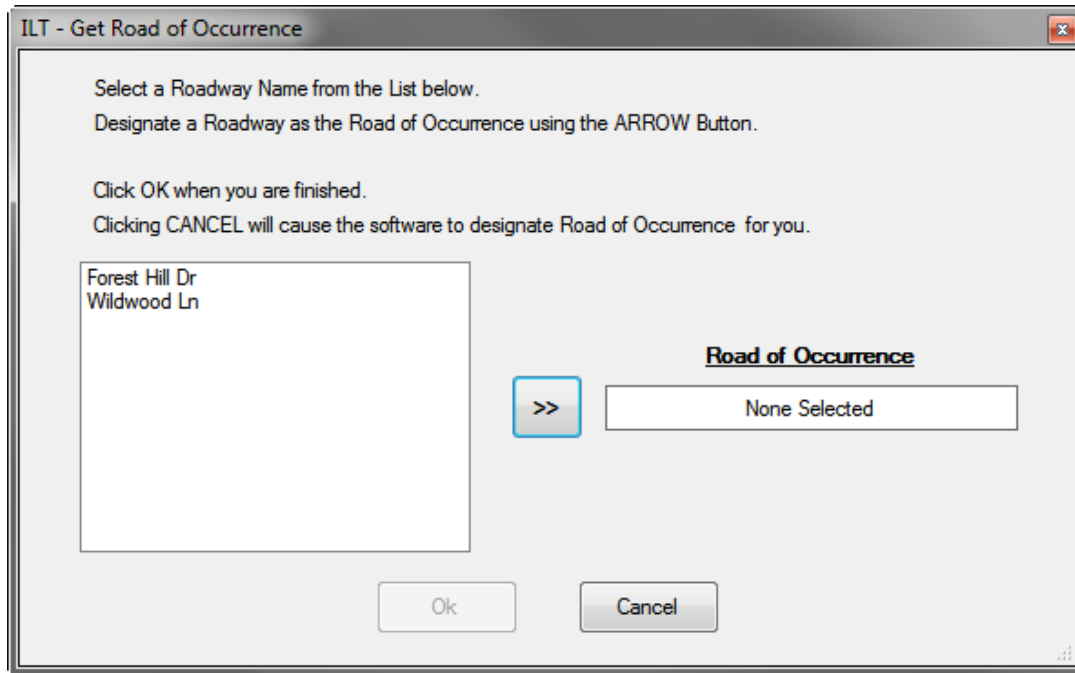 ILT - Get Road of Occurrence
Select a Roadway Name from the List below.
Designate a Roadway as the Road of Occurrence using the ARROW Button.
Click OK when you are finished.
Clicking CANCEL will cause the software to designate Road of Occurrence for you.
Forest Hill Dr
Wildwood Ln
Road of Occurrence
>>
None Selected
Ok
Cancel